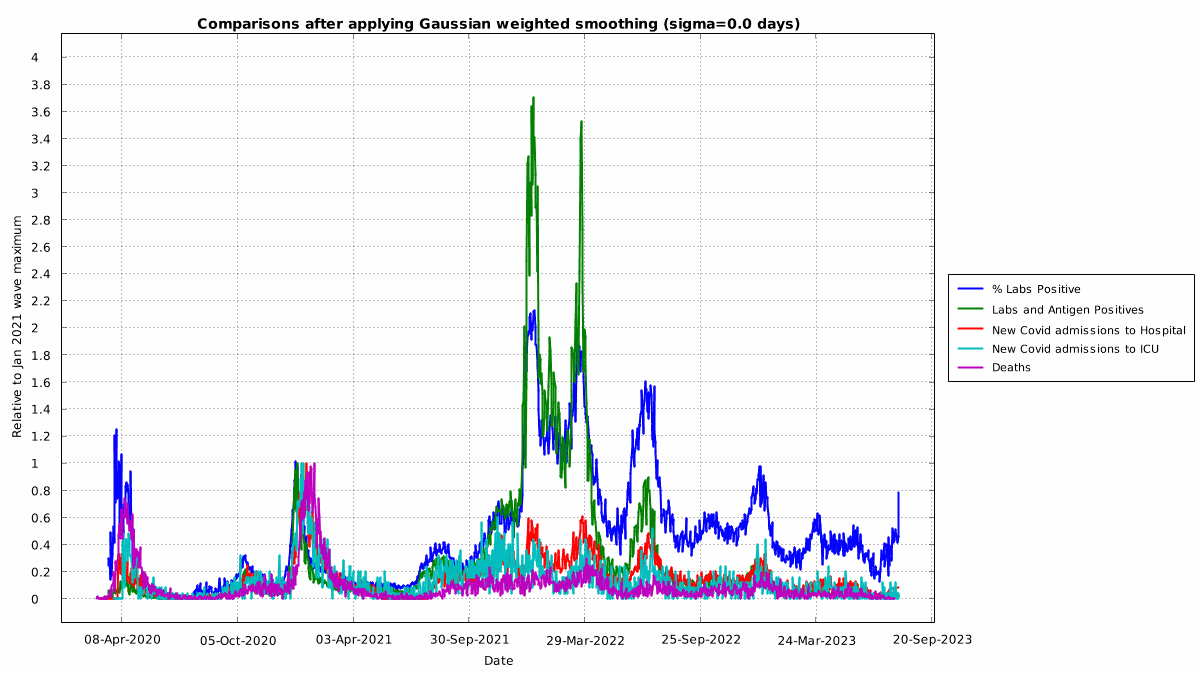 Comparisons after applying Gaussian weighted smoothing (sigma=0.0 days)
Relative to Jan 2021 wave maximum
4
3.8
3.6
3.4
3.2
3
2.8
2.6
2.4
2.2
2
1.8
1.6
1.4
1.2
1
0.8
0.6
0.4
0.2
0
08-Apr-2020
05-Oct-2020
03-Apr-2021
30-Sep-2021
29-Mar-2022
25-Sep-2022
24-Mar-2023
20-Sep-2023
Date
% Labs Positive
Labs and Antigen Positives
New Covid admissions to Hospital
New Covid admissions to ICU
Deaths